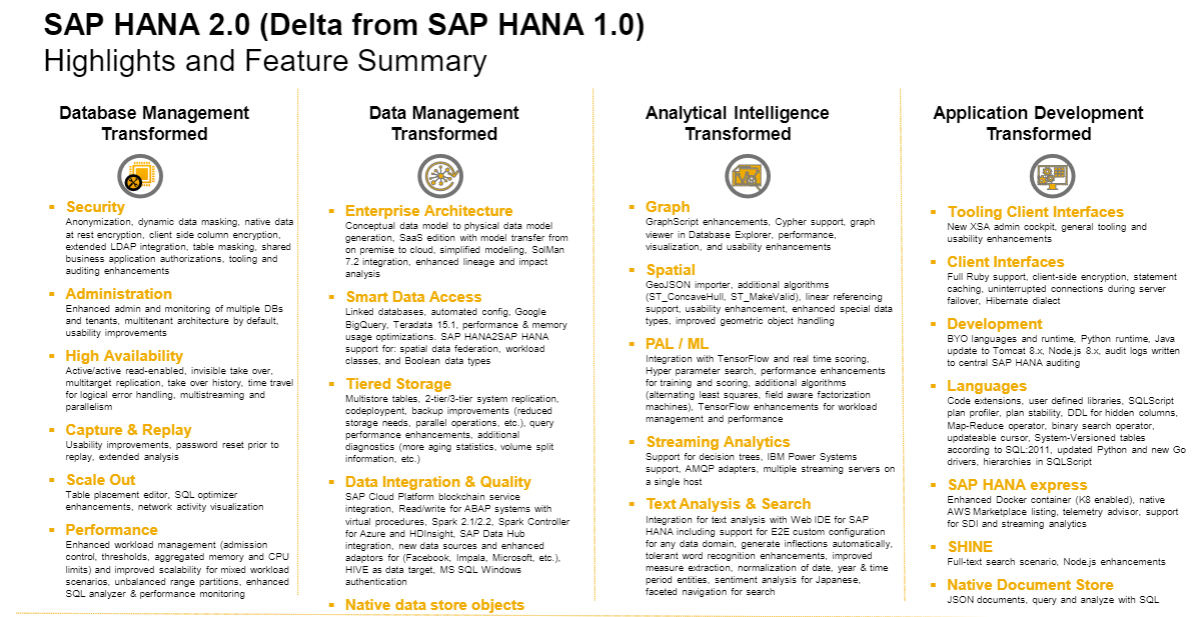 SAP HANA 2.0 (Delta from SAP HANA 1.0)
Highlights and Feature Summary
Database Management
Transformed
Security
Anonymization, dynamic data masking, native data
at rest encryption, client side column encryption,
extended LDAP integration, table masking, shared
business application authorizations, tooling and
auditing enhancements
Administration
Enhanced admin and monitoring of multiple DBs
and tenants, multitenant architecture by default,
usability improvements
High Availability
Active/active read-enabled, invisible take over,
multitarget replication, take over history, time travel
for logical error handling, multistreaming and
parallelism
Capture & Replay
Usability improvements, password reset prior to
replay, extended analysis
Scale Out
Table placement editor, SQL optimizer
enhancements, network activity visualization
Performance
Enhanced workload management (admission
control, thresholds, aggregated memory and CPU
limits) and improved scalability for mixed workload
scenarios, unbalanced range partitions, enhanced
SQL analyzer & performance monitoring
Data Management
Transformed
Enterprise Architecture
Conceptual data model to physical data model
generation, SaaS edition with model transfer from
on premise to cloud, simplified modeling, SolMan
7.2 integration, enhanced lineage and impact
analysis
Smart Data Access
Linked databases, automated config, Google
BigQuery, Teradata 15.1, performance & memory
usage optimizations. SAP HANA2SAP HANA
support for: spatial data federation, workload
classes, and Boolean data types
Tiered Storage
Multistore tables, 2-tier/3-tier system replication,
codeploypent, backup improvements (reduced
storage needs, parallel operations, etc.), query
performance enhancements, additional
diagnostics (more aging statistics, volume split
information, etc.)
Data Integration & Quality
SAP Cloud Platform blockchain service
integration, Read/write for ABAP systems with
virtual procedures, Spark 2.1/2.2, Spark Controller
for Azure and HDInsight, SAP Data Hub
integration, new data sources and enhanced
adaptors for (Facebook, Impala, Microsoft, etc.),
HIVE as data target, MS SQL Windows
authentication
Native data store objects
Analytical Intelligence
Transformed
Graph
GraphScript enhancements, Cypher support, graph
viewer in Database Explorer, performance,
visualization, and usability enhancements
Spatial
GeoJSON importer, additional algorithms
(ST_ConcaveHull, ST_MakeValid), linear referencing
support, usability enhancement, enhanced special data
types, improved geometric object handling
PAL / ML
Integration with TensorFlow and real time scoring,
Hyper parameter search, performance enhancements
for training and scoring, additional algorithms
(alternating least squares, field aware factorization
machines), TensorFlow enhancements for workload
management and performance
Streaming Analytics
Support for decision trees, IBM Power Systems
support, AMQP adapters, multiple streaming servers on
a single host
Text Analysis & Search
Integration for text analysis with Web IDE for SAP
HANA including support for E2E custom configuration
for any data domain, generate inflections automatically,
tolerant word recognition enhancements, improved
measure extraction, normalization of date, year & time
period entities, sentiment analysis for Japanese,
faceted navigation for search
Application Development
Transformed
Tooling Client Interfaces
New XSA admin cockpit, general tooling and
usability enhancements
Client Interfaces
Full Ruby support, client-side encryption, statement
caching, uninterrupted connections during server
failover, Hibernate dialect
Development
BYO languages and runtime, Python runtime, Java
update to Tomcat 8.x, Node.js 8.x, audit logs written
to central SAP HANA auditing
Languages
Code extensions, user defined libraries, SQLScript
plan profiler, plan stability, DDL for hidden columns,
Map-Reduce operator, binary search operator,
updateable cursor, System-Versioned tables
according to SQL:2011, updated Python and new Go
drivers, hierarchies in SQLScript
SAP HANA express
Enhanced Docker container (K8 enabled), native
AWS Marketplace listing, telemetry advisor, support
for SDI and streaming analytics
SHINE
Full-text search scenario, Node.js enhancements
Native Document Store
JSON documents, query and analyze with SQL